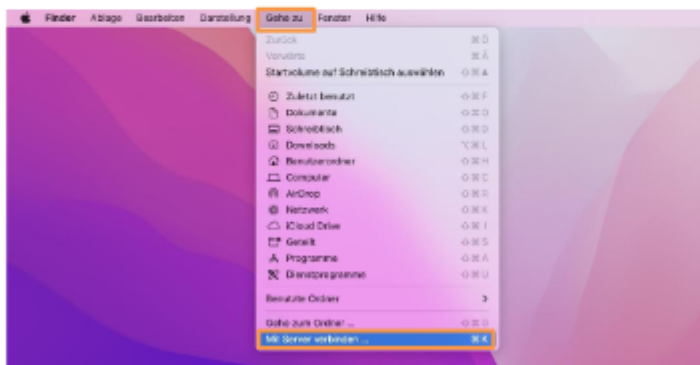 Finder Ablage Bearbeiten Darstellung Gehe zu Fenster Hilfe
Zurück ⌘Ö
Vorwärts ⌘Ä
Startvolume auf Schreibtisch auswählen ⇧⌘▲
Zuletzt benutzt ⇧⌘F
Dokumente ⇧⌘O
Schreibtisch ⇧⌘D
Downloads ⌥⌘L
Benutzerordner ⇧⌘H
Computer ⇧⌘C
AirDrop ⇧⌘R
Netzwerk ⇧⌘K
iCloud Drive ⇧⌘I
Geteilt ⇧⌘S
Programme ⇧⌘A
Dienstprogramme ⇧⌘U
Benutzte Ordner >
Gehe zum Ordner ... ⇧⌘G
Mit Server verbinden ... ⌘K